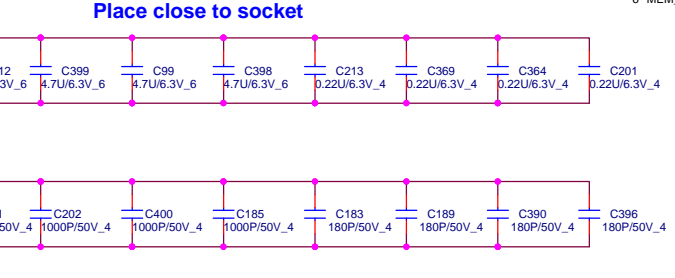 Place close to socket
12 C399 C99 C398 C213 C369 C364 C201
3V_6 4.7U/6.3V_6 4.7U/6.3V_6 4.7U/6.3V_6 0.22U/6.3V_4 0.22U/6.3V_4 0.22U/6.3V_4 0.22U/6.3V_4
C202 C400 C185 C183 C189 C390 C396
50V_4 1000P/50V_4 1000P/50V_4 1000P/50V_4 180P/50V_4 180P/50V_4 180P/50V_4 180P/50V_4